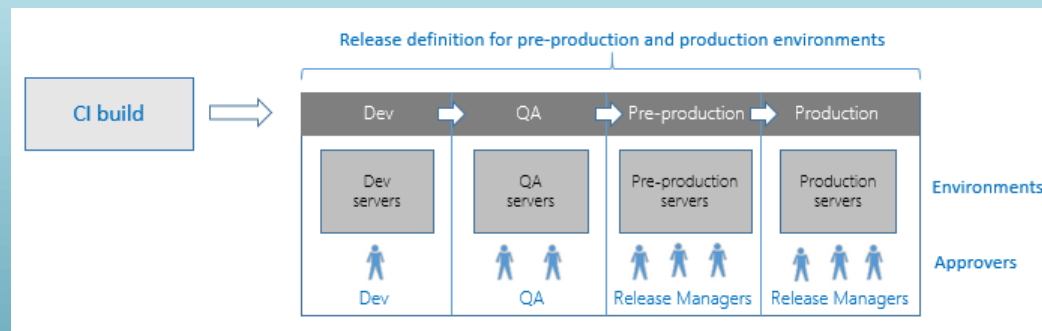 Release definition for pre-production and production environments
CI build
Dev
QA
Pre-production
Production
Dev
servers
QA
servers
Pre-production
servers
Production
servers
Environments
Approvers
Dev
QA
Release Managers
Release Managers